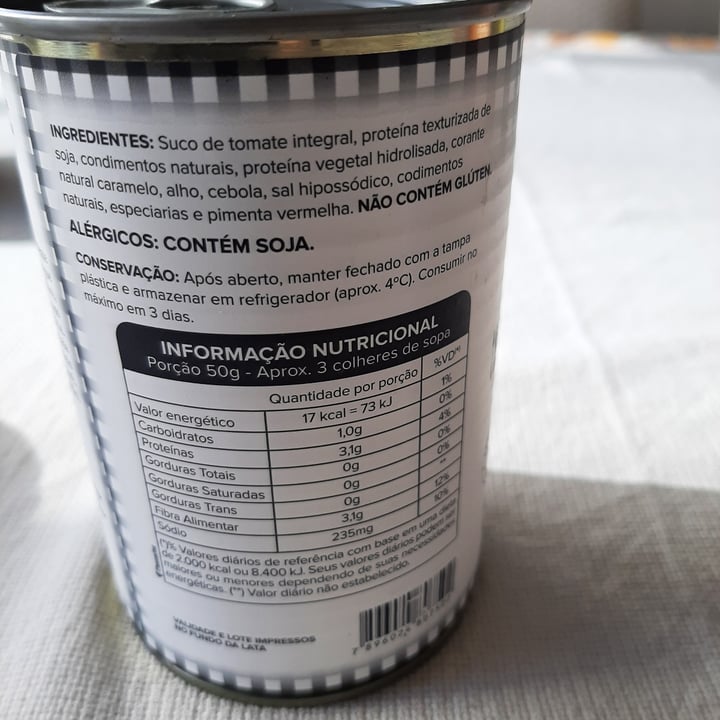 INGREDIENTES: Suco de tomate integral, proteína texturizada de
soja, condimentos naturais, proteína vegetal hidrolisada, corante
natural caramelo, alho, cebola, sal hipossódico, codimentos
naturais, especiarias e pimenta vermelha. NÃO CONTÉM GLÚTEN.
ALÉRGICOS: CONTÉM SOJA.
CONSERVAÇÃO: Após aberto, manter fechado com a tampa
plástica e armazenar em refrigerador (aprox. 4ºC). Consumir no
máximo em 3 dias.
INFORMAÇÃO NUTRICIONAL
Porção 50g - Aprox. 3 colheres de sopa
Quantidade por porção %VD(*)
Valor energético 17 kcal = 73 kJ 1%
Carboidratos 1,0g 0%
Proteínas 3,1g 4%
Gorduras Totais 0g 0%
Gorduras Saturadas 0g 0%
Gorduras Trans 0g **
Fibra Alimentar 3,1g 12%
Sódio 235mg 10%
(*)% Valores diários de referência com base em uma dieta
de 2.000 kcal ou 8.400 kJ. Seus valores diários podem ser
maiores ou menores dependendo de suas necessidades
energéticas. (**) Valor diário não estabelecido.
VALIDADE E LOTE IMPRESSOS
NO FUNDO DA LATA